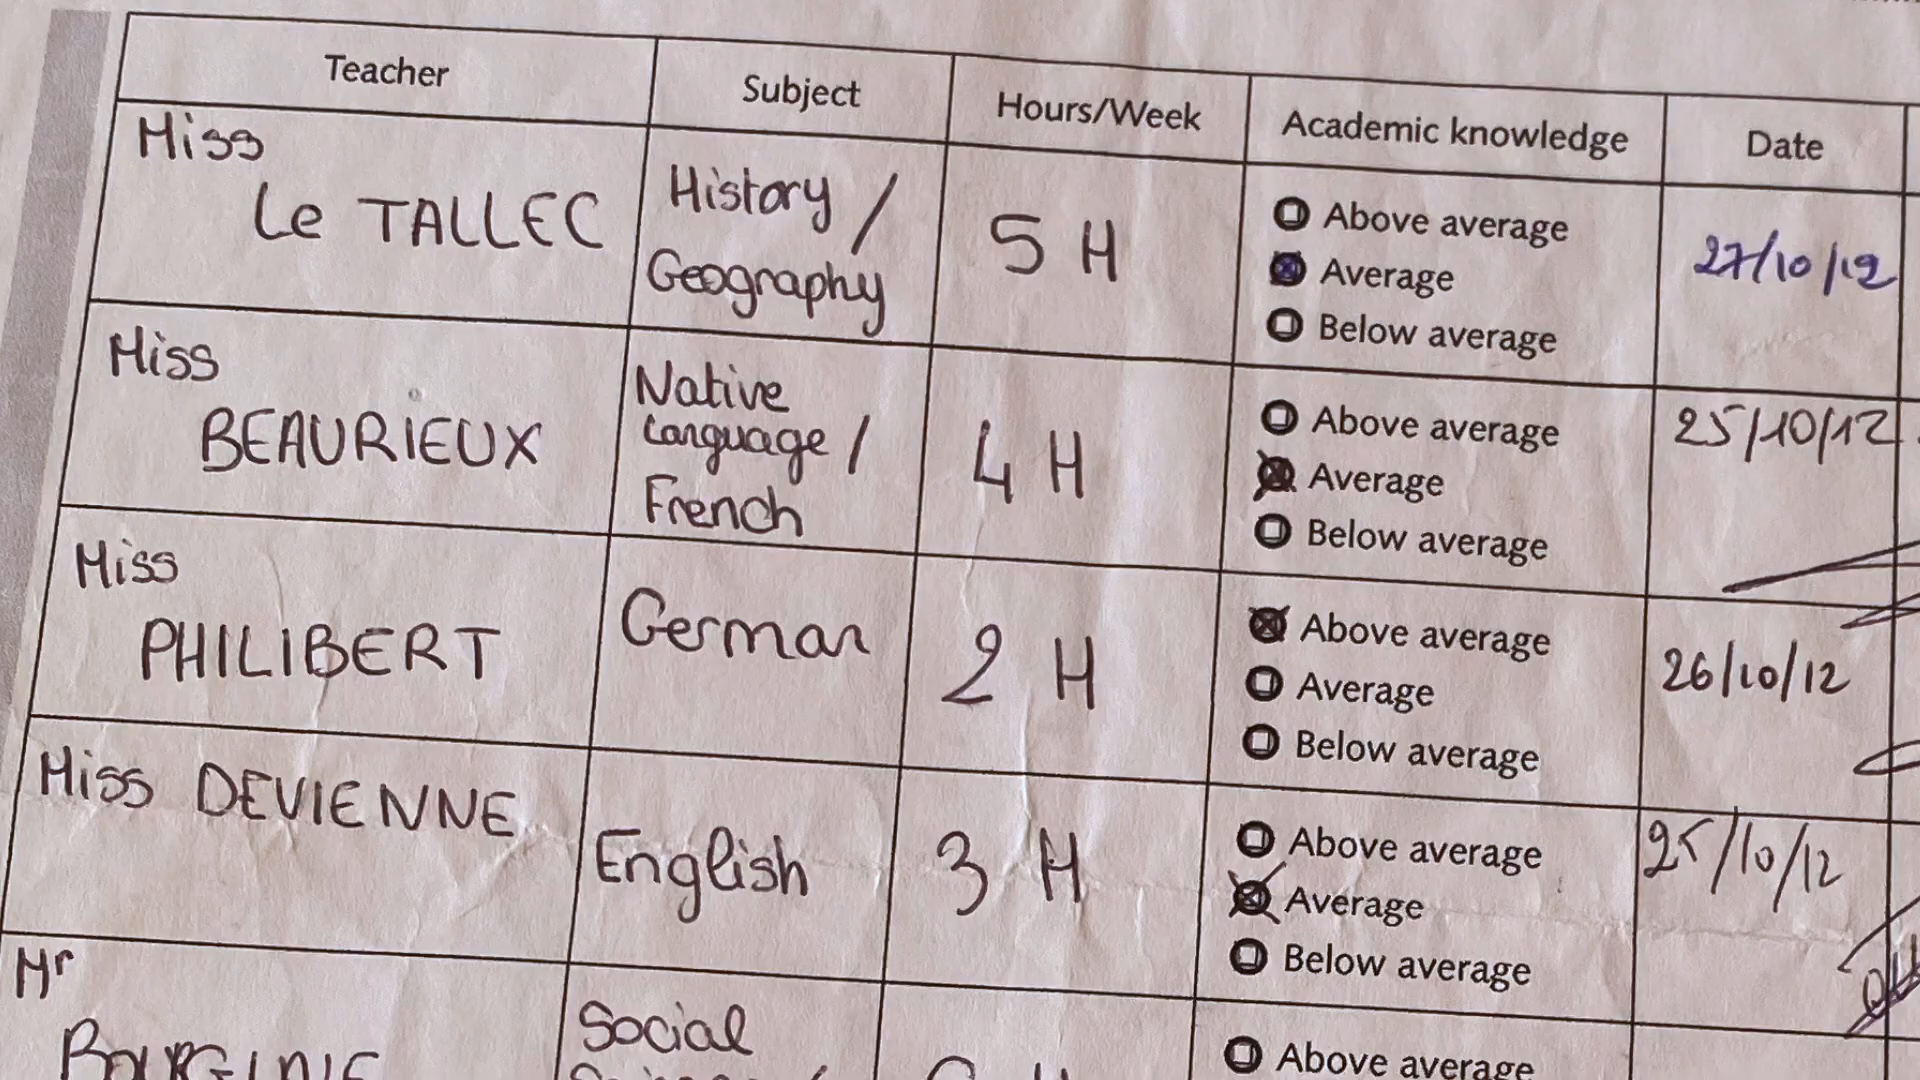 Teacher Subject Hours/Week Academic knowledge Date
Miss
Le TALLEC
History /
Geography
5 H
Above average
Average
Below average
27/10/12
Miss
BEAURIEUX
Native
Language /
French
4 H
Above average
Average
Below average
25/10/12
Miss
PHILIBERT
German
2 H
Above average
Average
Below average
26/10/12
Miss DEVIENNE
English
3 H
Above average
Average
Below average
25/10/12
Mr
Social
Above average